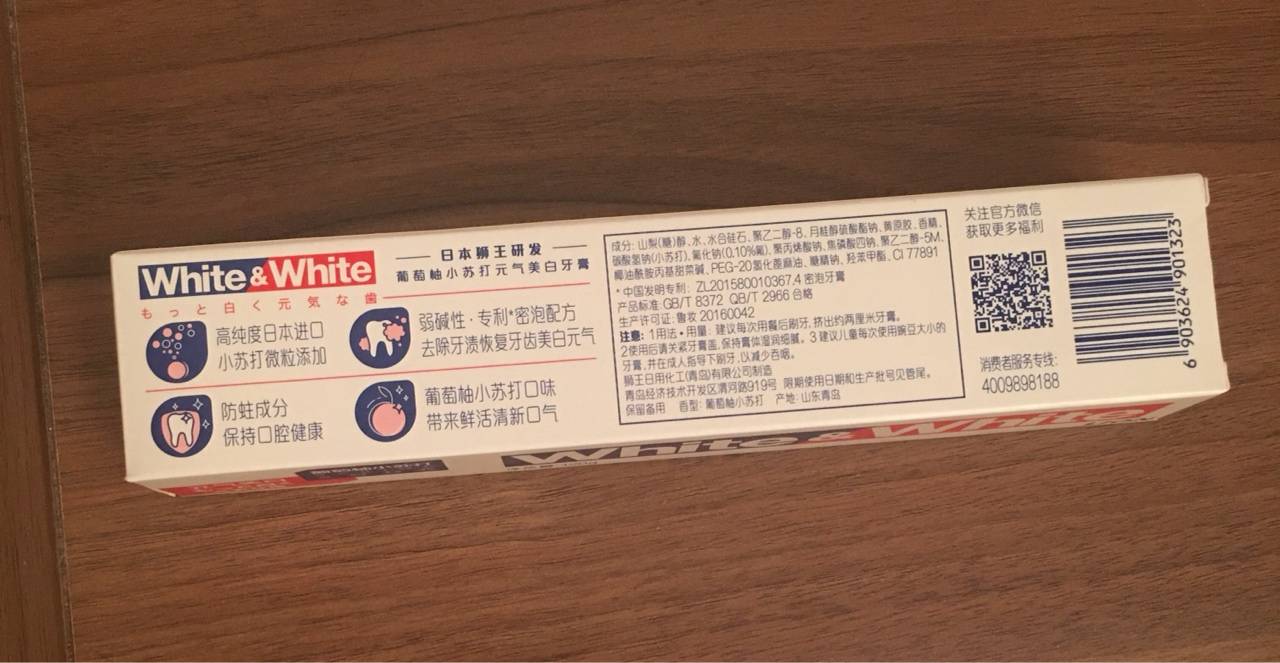 White & White
もっと白く元気な歯
日本狮王研发
葡萄柚小苏打元气美白牙膏
高纯度日本进口
小苏打微粒添加
弱碱性·专利*密泡配方
去除牙渍恢复牙齿美白元气
防蛀成分
保持口腔健康
葡萄柚小苏打口味
带来鲜活清新口气
成分: 山梨(糖)醇、水、水合硅石、聚乙二醇-8、月桂醇硫酸酯钠、黄原胶、香精、
碳酸氢钠(小苏打)、氟化钠(0.10%氟)、聚丙烯酸钠、焦磷酸四钠、聚乙二醇-5M、
椰油酰胺丙基甜菜碱、PEG-20氢化蓖麻油、糖精钠、羟苯甲酯、CI 77891
*中国发明专利: ZL201580010367.4 密泡牙膏
产品标准: GB/T 8372 QB/T 2966 合格
生产许可证: 鲁妆 20160042
注意: 1用法·用量: 建议每次用餐后刷牙, 挤出约两厘米牙膏。
2使用后请关紧牙膏盖, 保持膏体湿润细腻。3 建议儿童每次使用豌豆大小的
牙膏, 并在成人指导下刷牙, 以减少吞咽。
狮王日用化工(青岛)有限公司制造
青岛经济技术开发区渭河路919号 限期使用日期和生产批号见管尾。
保留备用 香型: 葡萄柚小苏打 产地: 山东青岛
关注官方微信
获取更多福利
消费者服务专线:
4009898188
6 903624 901323
White & White